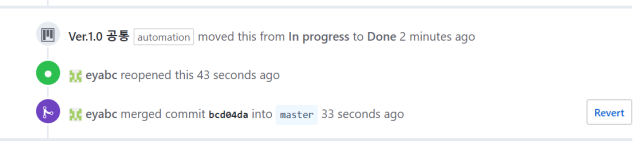 Ver.1.0 공통 automation moved this from In progress to Done 2 minutes ago
eyabc reopened this 43 seconds ago
eyabc merged commit bcd04da into master 33 seconds ago Revert